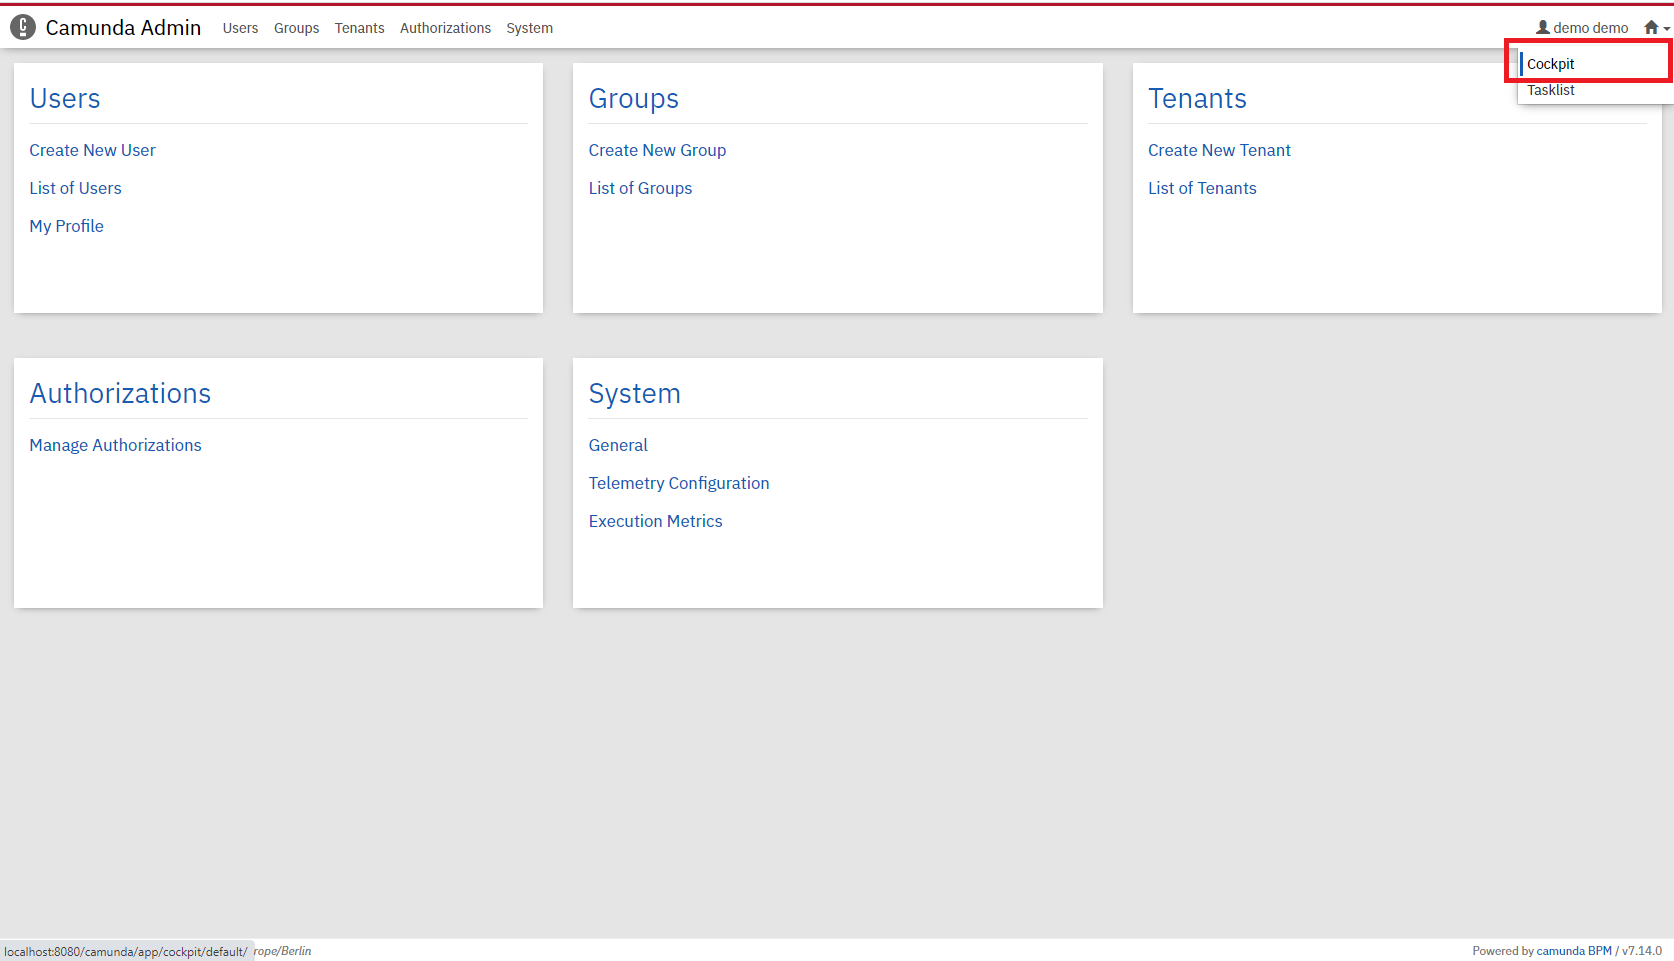 Camunda Admin Users Groups Tenants Authorizations System demo demo
Cockpit
Tasklist
Users
Create New User
List of Users
My Profile
Groups
Create New Group
List of Groups
Tenants
Create New Tenant
List of Tenants
Authorizations
Manage Authorizations
System
General
Telemetry Configuration
Execution Metrics
localhost:8080/camunda/app/cockpit/default/ rope/Berlin
Powered by camunda BPM / v7.14.0